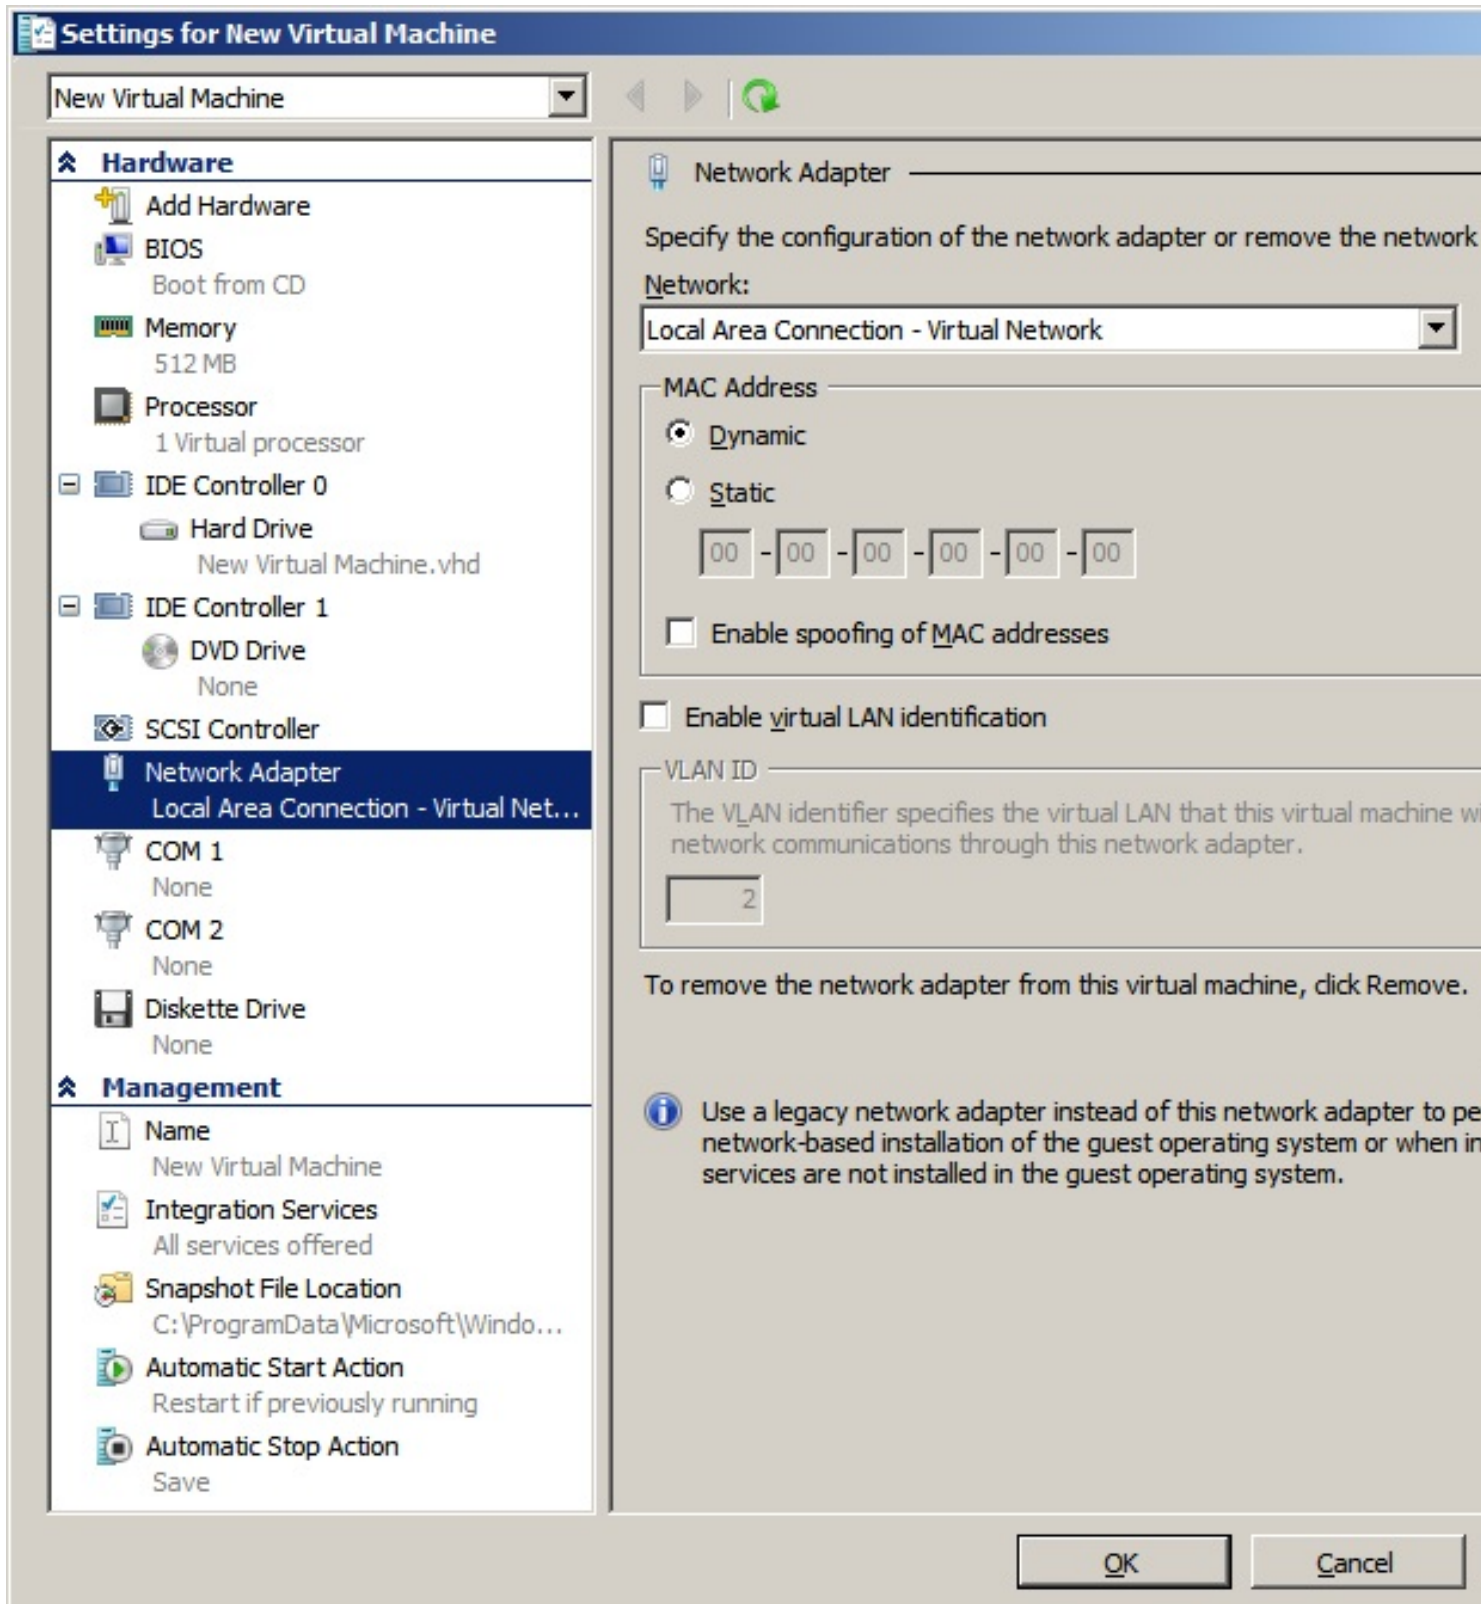 Settings for New Virtual Machine
New Virtual Machine
Hardware
Add Hardware
BIOS
Boot from CD
Memory
512 MB
Processor
1 Virtual processor
IDE Controller 0
Hard Drive
New Virtual Machine.vhd
IDE Controller 1
DVD Drive
None
SCSI Controller
Network Adapter
Local Area Connection - Virtual Net...
COM 1
None
COM 2
None
Diskette Drive
None
Management
Name
New Virtual Machine
Integration Services
All services offered
Snapshot File Location
C:\ProgramData\Microsoft\Windo...
Automatic Start Action
Restart if previously running
Automatic Stop Action
Save
Network Adapter
Specify the configuration of the network adapter or remove the network
Network:
Local Area Connection - Virtual Network
MAC Address
Dynamic
Static
00 - 00 - 00 - 00 - 00 - 00
Enable spoofing of MAC addresses
Enable virtual LAN identification
VLAN ID
The VLAN identifier specifies the virtual LAN that this virtual machine wi
network communications through this network adapter.
2
To remove the network adapter from this virtual machine, click Remove.
Use a legacy network adapter instead of this network adapter to pe
network-based installation of the guest operating system or when in
services are not installed in the guest operating system.
OK
Cancel